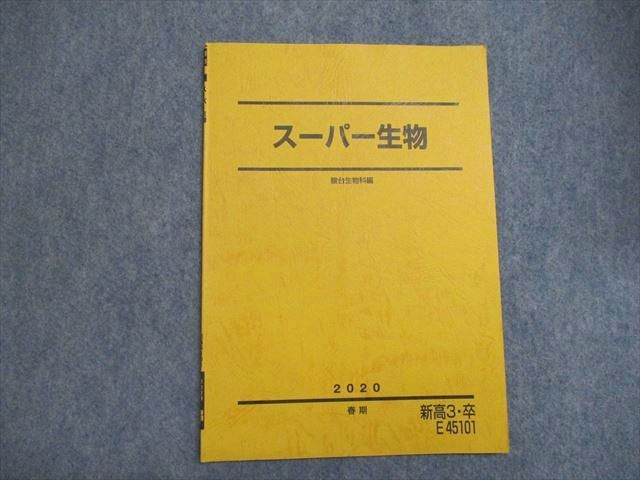 スーパー生物
駿台生物科編
2020
春期
新高3・卒
E45101